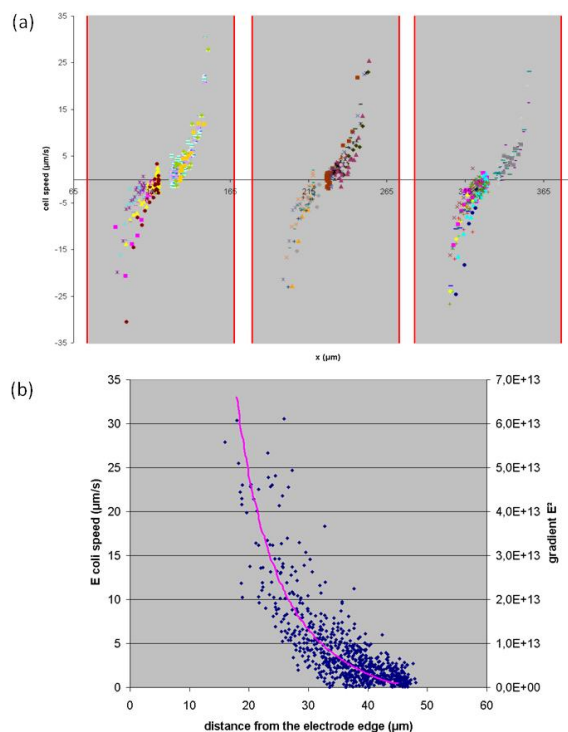 (a)
35
25
15
5
-5
-15
-25
-35
cell speed (µm/s)
65
165
215
265
365
x (µm)
(b)
35
30
25
20
15
10
5
0
E coli speed (µm/s)
7,0E+13
6,0E+13
5,0E+13
4,0E+13
3,0E+13
2,0E+13
1,0E+13
0,0E+00
gradient E²
0
10
20
30
40
50
60
distance from the electrode edge (µm)